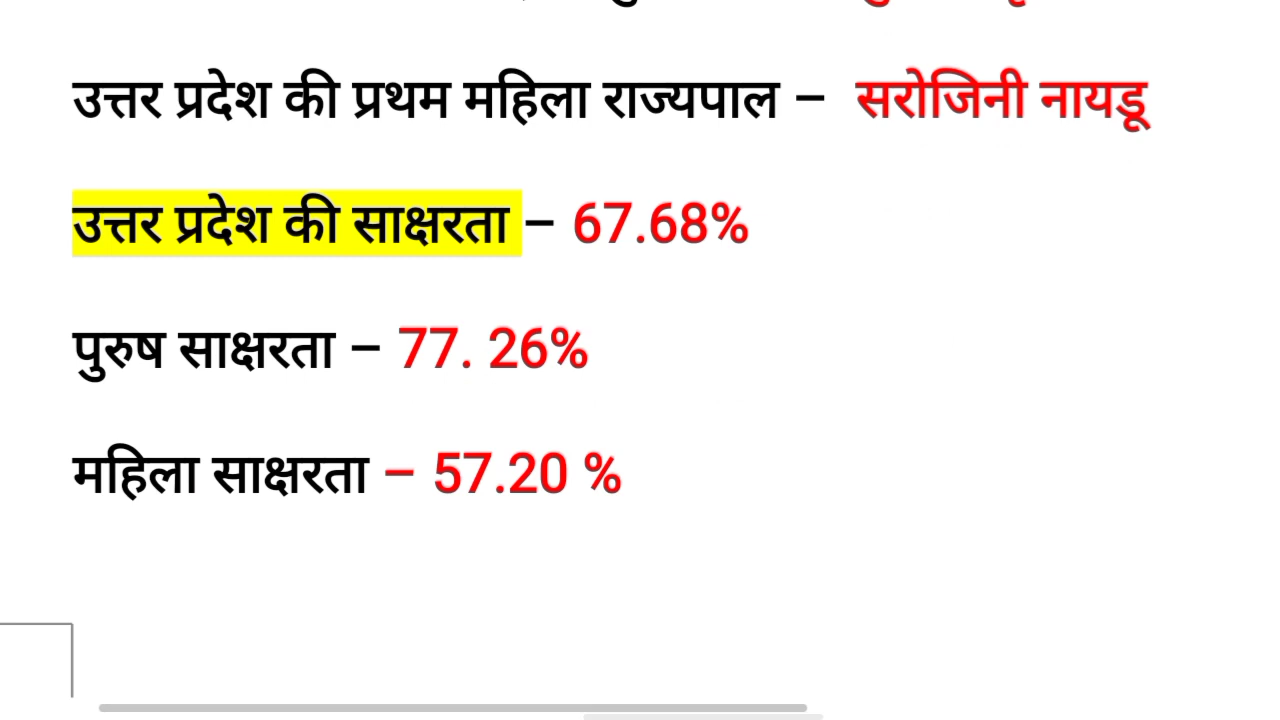 उत्तर प्रदेश की प्रथम महिला राज्यपाल – सरोजिनी नायडू
उत्तर प्रदेश की साक्षरता – 67.68%
पुरुष साक्षरता – 77. 26%
महिला साक्षरता – 57.20 %